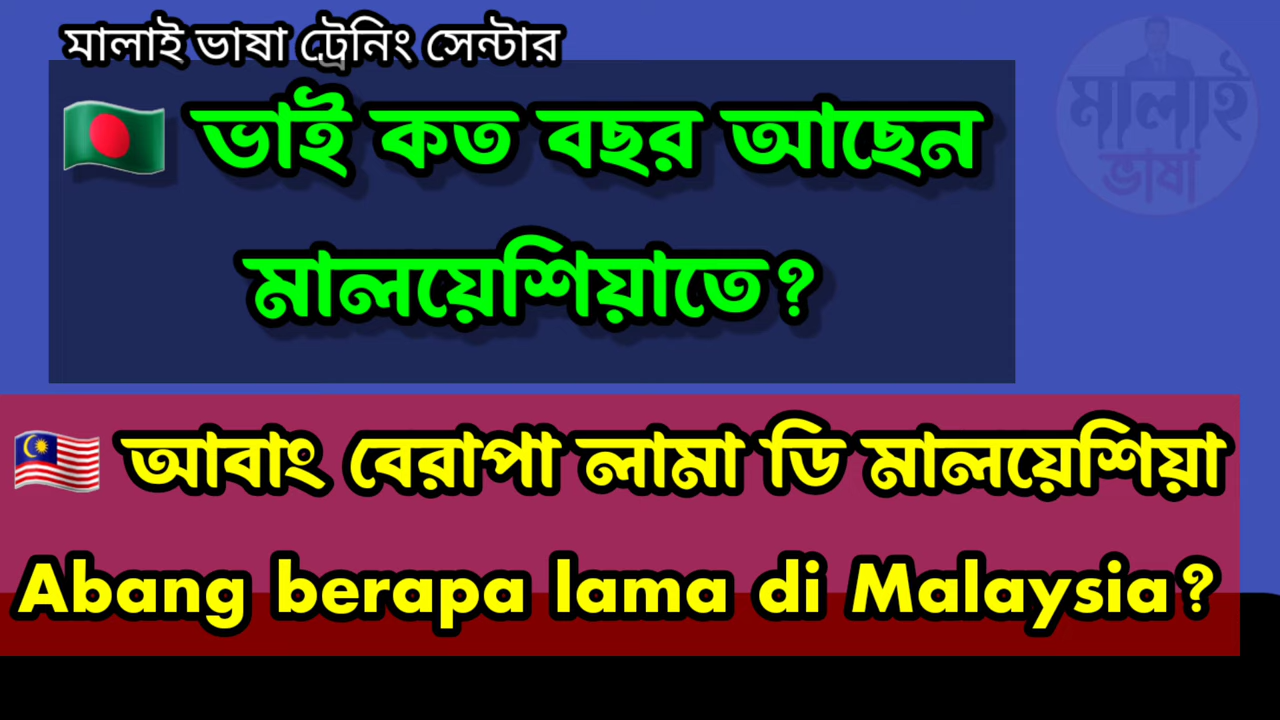 মালাই ভাষা ট্রেনিং সেন্টার
🇧🇩 ভাই কত বছর আছেন
মালয়েশিয়াতে?
মালাই
ভাষা
🇲🇾 আবাং বেরাপা লামা ডি মালয়েশিয়া
Abang berapa lama di Malaysia?